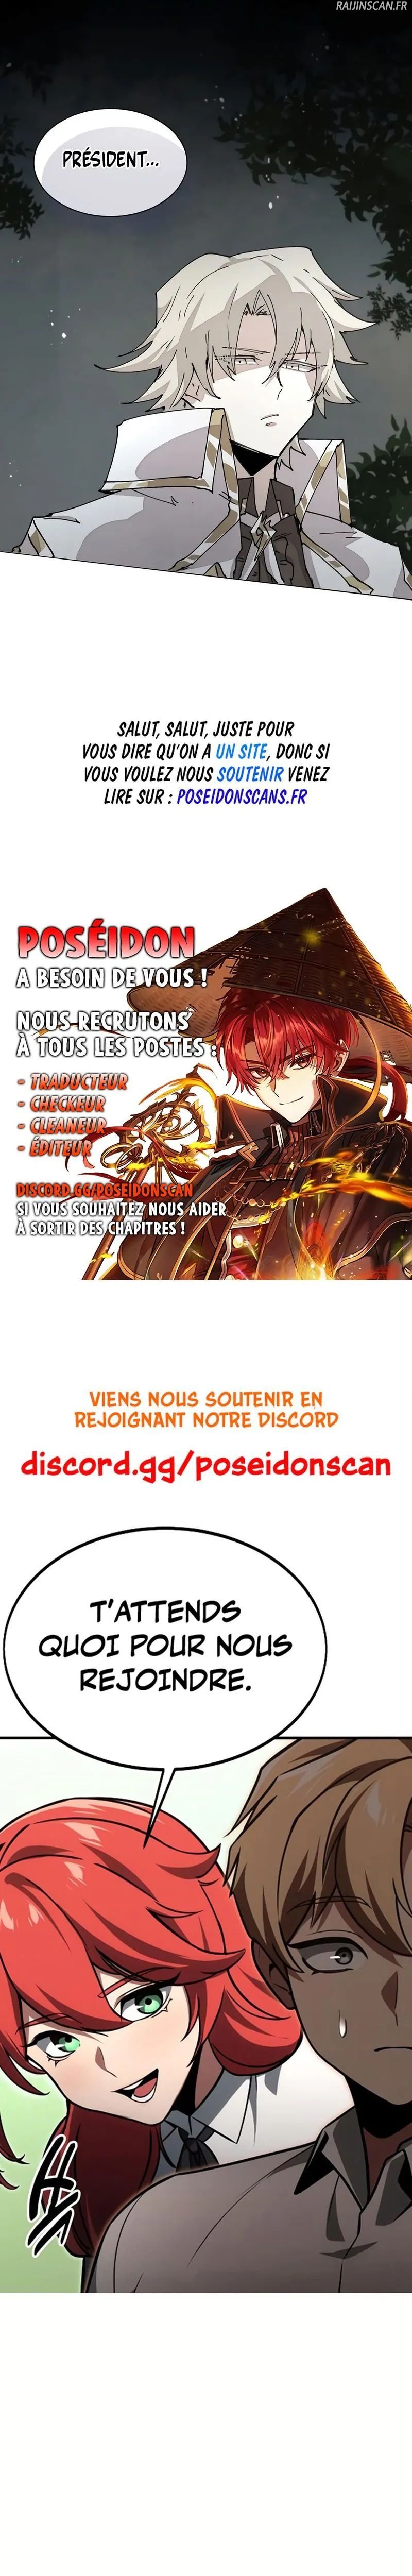 RAIJINSCAN.FR
PRÉSIDENT...
SALUT, SALUT, JUSTE POUR
VOUS DIRE QU'ON A UN SITE, DONC SI
VOUS VOULEZ NOUS SOUTENIR VENEZ
LIRE SUR : POSEIDONSCANS.FR
POSÉIDON
A BESOIN DE VOUS !
NOUS RECRUTONS
À TOUS LES POSTES :
- TRADUCTEUR
- CHECKEUR
- CLEANEUR
- ÉDITEUR
DISCORD.GG/POSEIDONSCAN
SI VOUS SOUHAITEZ NOUS AIDER
À SORTIR DES CHAPITRES !
VIENS NOUS SOUTENIR EN
REJOIGNANT NOTRE DISCORD
discord.gg/poseidonscan
T'ATTENDS
QUOI POUR NOUS
REJOINDRE.